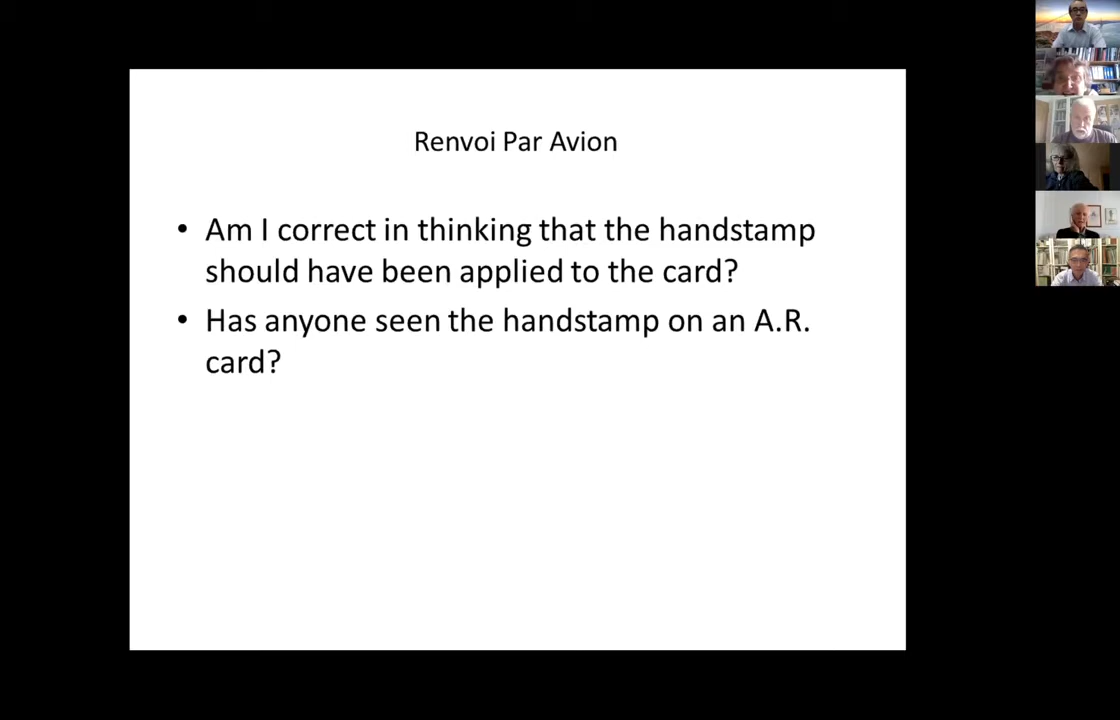 Renvoi Par Avion
• Am I correct in thinking that the handstamp
should have been applied to the card?
• Has anyone seen the handstamp on an A.R.
card?